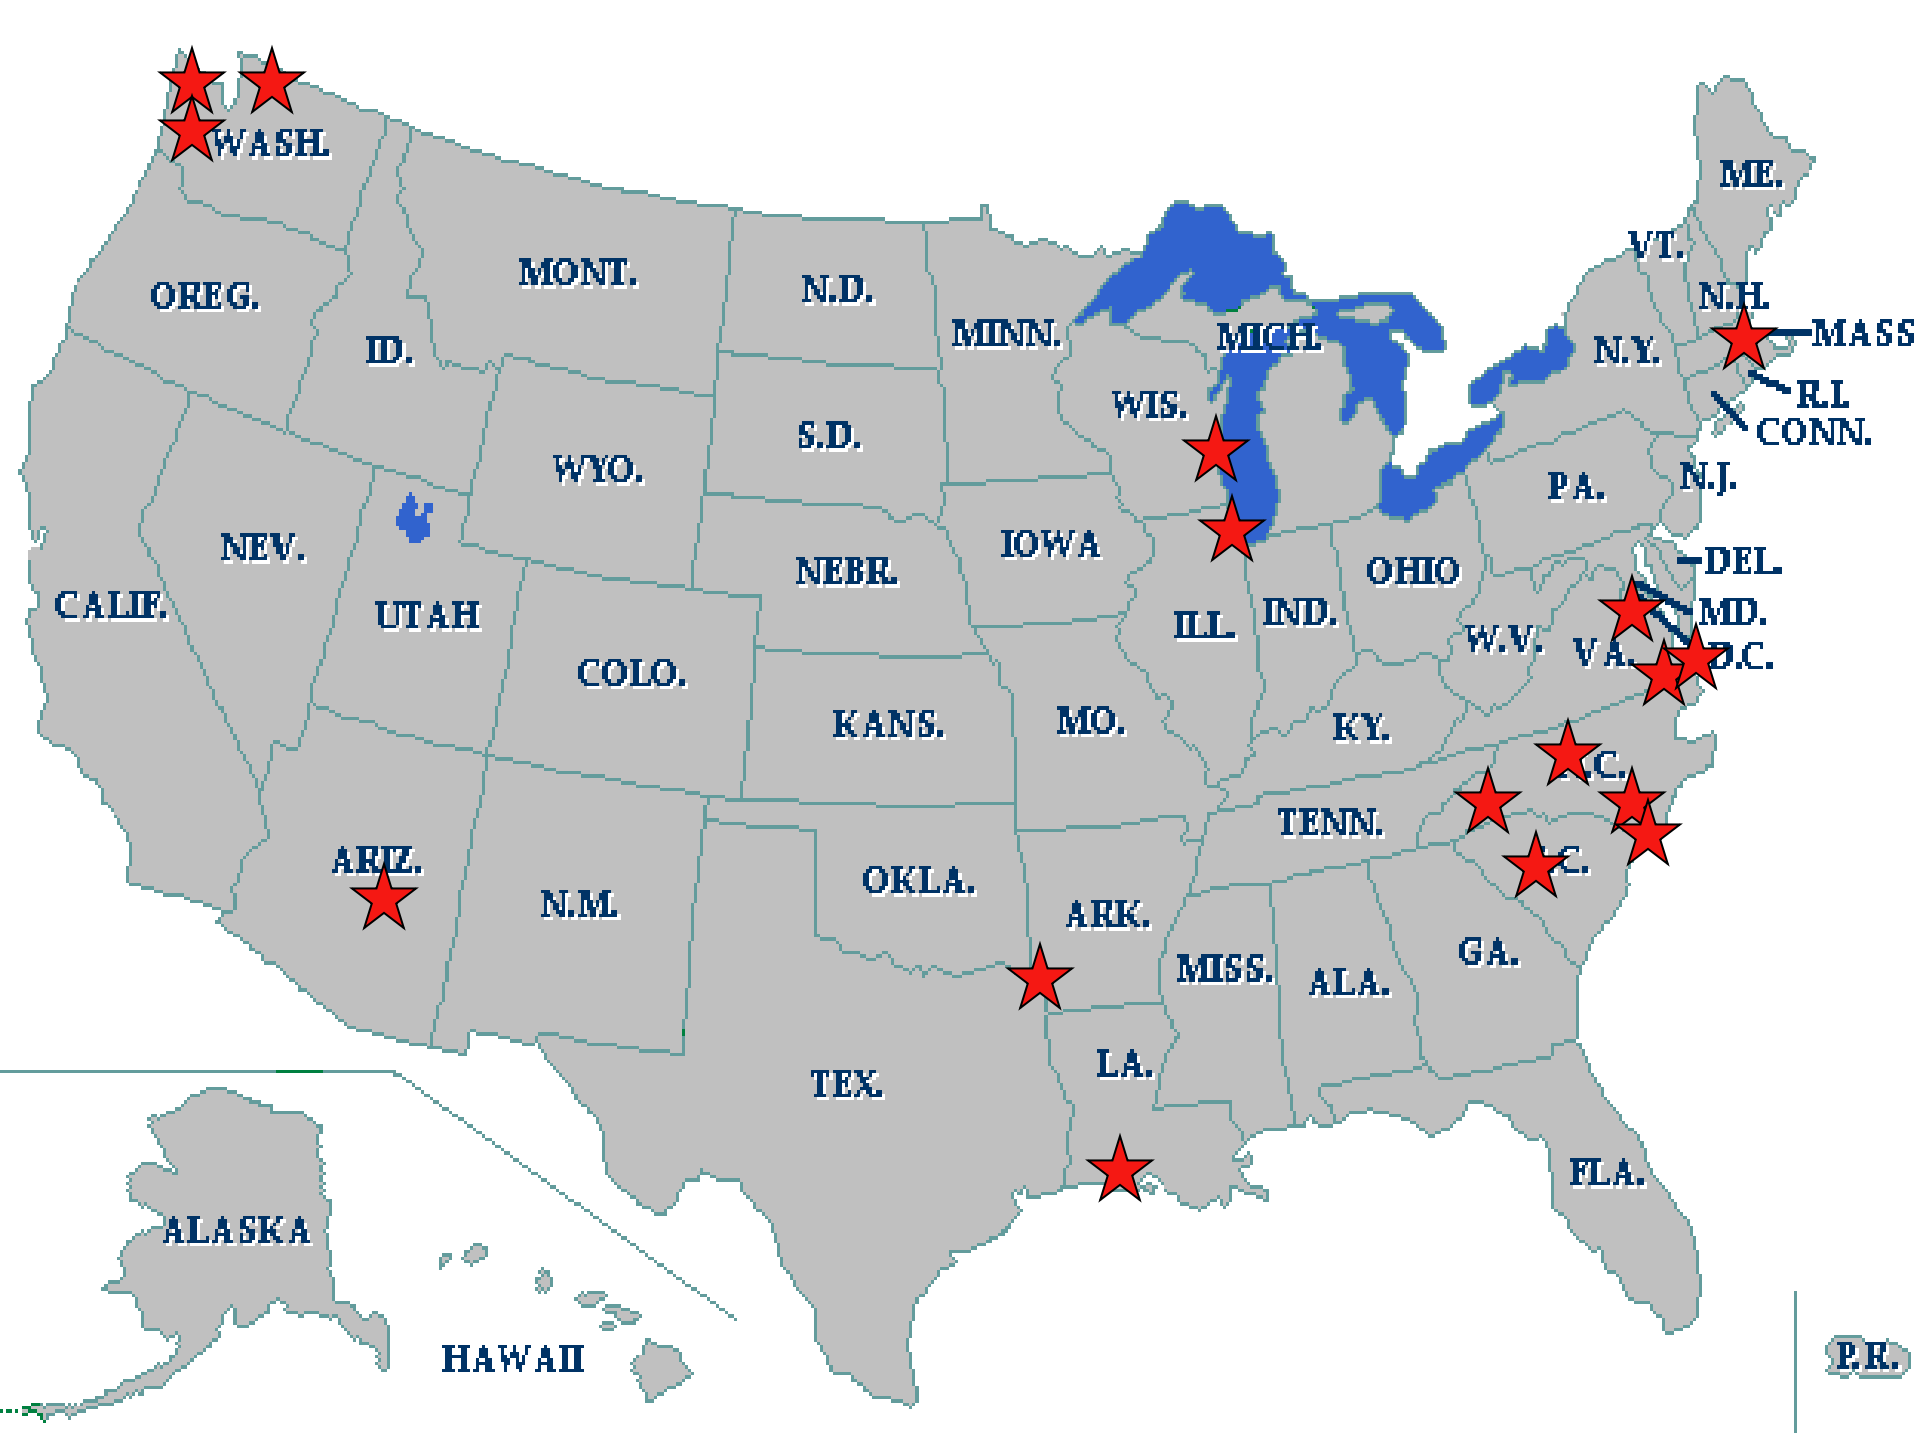 WASH.
ME.
VT.
MONT.
N.D.
OREG.
N.H.
MINN.
MICH.
MASS
ID.
N.Y.
WIS.
R.I.
CONN.
S.D.
WYO.
PA.
N.J.
NEV.
IOWA
NEBR.
OHIO
DEL.
CALIF.
UTAH
ILL.
IND.
MD.
W.V.
VA.
D.C.
COLO.
KANS.
MO.
KY.
.C.
TENN.
ARIZ.
.C.
OKLA.
N.M.
ARK.
GA.
MISS.
ALA.
LA.
TEX.
FLA.
ALASKA
HAWAII
P.R.